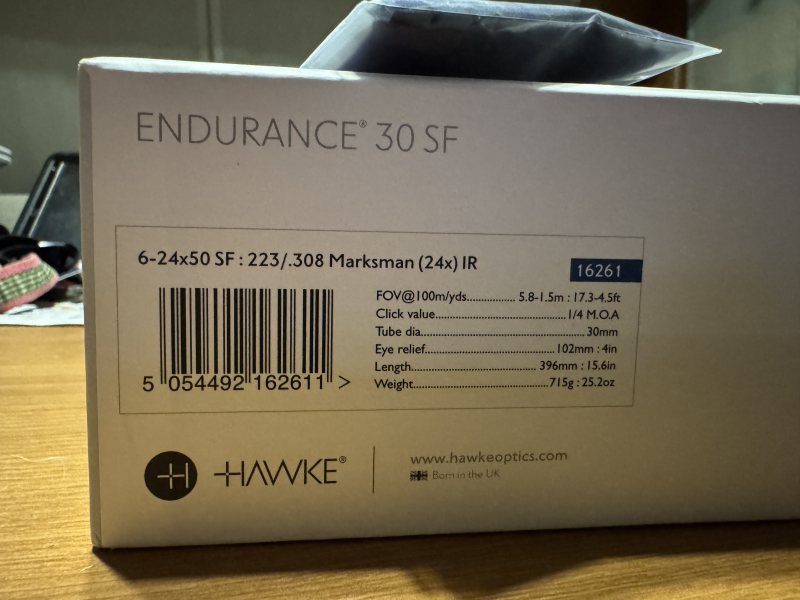 ENDURANCE® 30 SF
6-24x50 SF : 223/.308 Marksman (24x) IR
16261
FOV@100m/yds............... 5.8-1.5m : 17.3-4.5ft
Click value..........................................1/4 M.O.A
Tube dia..................................................30mm
Eye relief.........................................102mm : 4in
Length.......................................396mm : 15.6in
Weight.........................................715g : 25.2oz
5 054492 162611 >
HAWKE®
www.hawkeoptics.com
Born in the UK